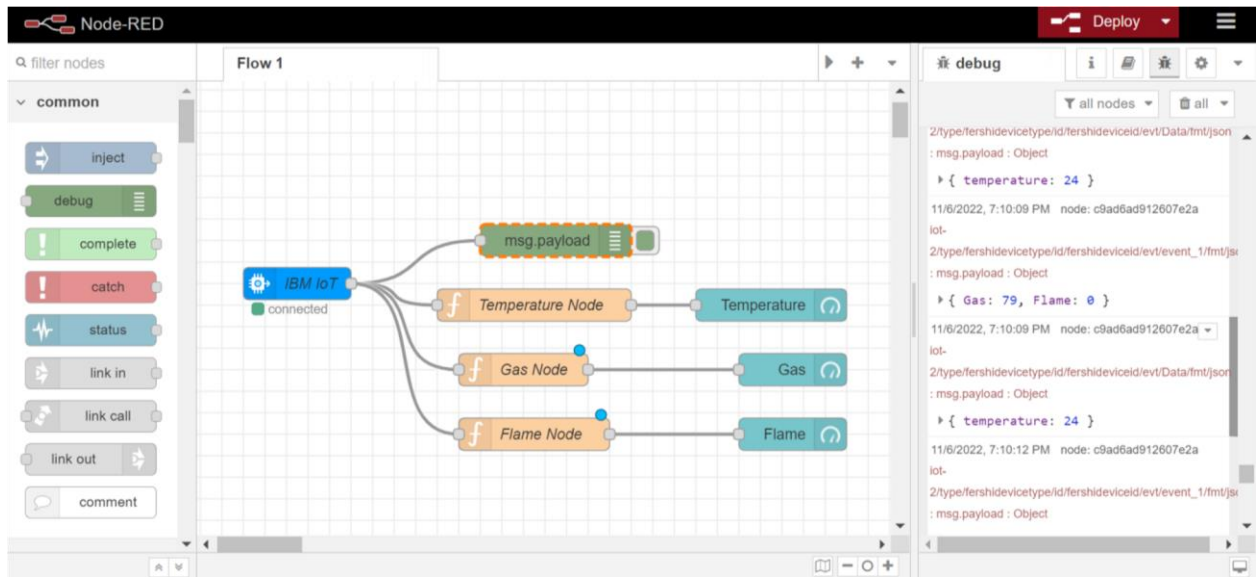 Node-RED
Deploy
filter nodes
common
inject
debug
complete
catch
status
link in
link call
link out
comment
Flow 1
msg.payload
IBM IoT
connected
Temperature Node
Temperature
Gas Node
Gas
Flame Node
Flame
debug
i
all nodes
all
2/type/fershidevicetype/id/fershideviceid/evt/Data/fmt/json
: msg.payload : Object
{ temperature: 24 }
11/6/2022, 7:10:09 PM node: c9ad6ad912607e2a
iot-
2/type/fershidevicetype/id/fershideviceid/evt/event_1/fmt/js
: msg.payload : Object
{ Gas: 79, Flame: 0 }
11/6/2022, 7:10:09 PM node: c9ad6ad912607e2a
iot-
2/type/fershidevicetype/id/fershideviceid/evt/Data/fmt/json
: msg.payload : Object
{ temperature: 24 }
11/6/2022, 7:10:12 PM node: c9ad6ad912607e2a
iot-
2/type/fershidevicetype/id/fershideviceid/evt/event_1/fmt/js
: msg.payload : Object